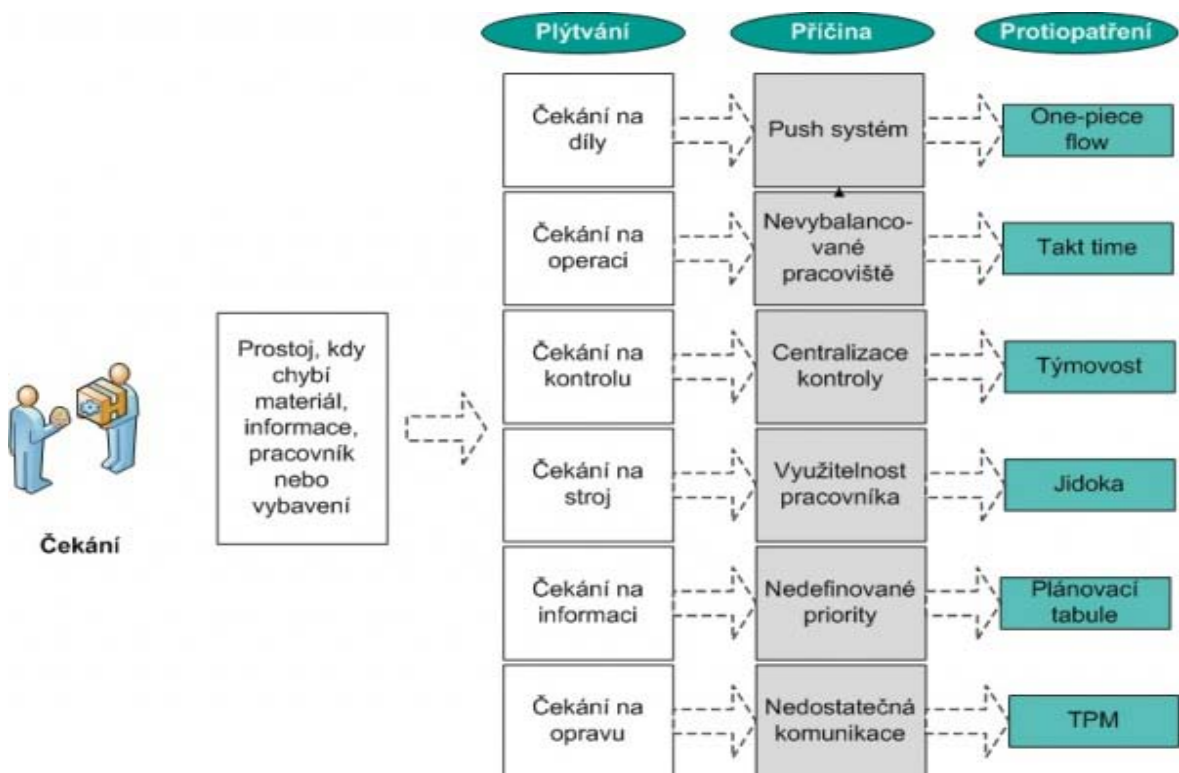 Plýtvání
Příčina
Protiopatření
Čekání na
díly
Push systém
One-piece
flow
Čekání na
operaci
Nevybalanco-
vané
pracoviště
Takt time
Čekání na
kontrolu
Centralizace
kontroly
Týmovost
Čekání
Prostoj, kdy
chybí
materiál,
informace,
pracovník
nebo
vybavení
Čekání na
stroj
Využitelnost
pracovníka
Jidoka
Čekání na
informaci
Nedefinované
priority
Plánovací
tabule
Čekání na
opravu
Nedostatečná
komunikace
TPM